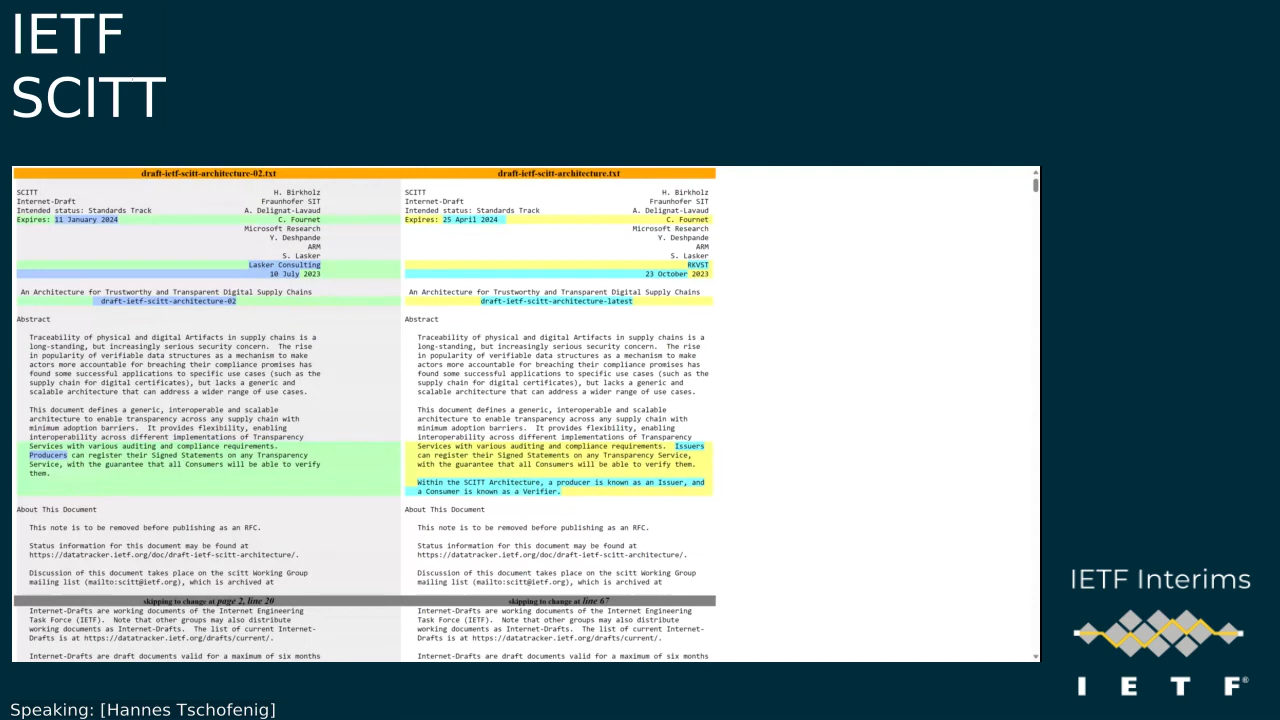 IETF
SCITT
draft-ietf-scitt-architecture-02.txt
SCITT H. Birkholz
Internet-Draft Fraunhofer SIT
Intended status: Standards Track A. Delignat-Lavaud
Expires: 11 January 2024 C. Fournet
Microsoft Research
Y. Deshpande
ARM
S. Lasker
Lasker Consulting
10 July 2023
An Architecture for Trustworthy and Transparent Digital Supply Chains
draft-ietf-scitt-architecture-02
Abstract
Traceability of physical and digital Artifacts in supply chains is a
long-standing, but increasingly serious security concern. The rise
in popularity of verifiable data structures as a mechanism to make
actors more accountable for breaching their compliance promises has
found some successful applications to specific use cases (such as the
supply chain for digital certificates), but lacks a generic and
scalable architecture that can address a wider range of use cases.
This document defines a generic, interoperable and scalable
architecture to enable transparency across any supply chain with
minimum adoption barriers. It provides flexibility, enabling
interoperability across different implementations of Transparency
Services with various auditing and compliance requirements.
Producers can register their Signed Statements on any Transparency
Service, with the guarantee that all Consumers will be able to verify
them.
About This Document
This note is to be removed before publishing as an RFC.
Status information for this document may be found at
https://datatracker.ietf.org/doc/draft-ietf-scitt-architecture/.
Discussion of this document takes place on the scitt Working Group
mailing list (mailto:scitt@ietf.org), which is archived at
skipping to change at page 2, line 20
Internet-Drafts are working documents of the Internet Engineering
Task Force (IETF). Note that other groups may also distribute
working documents as Internet-Drafts. The list of current Internet-
Drafts is at https://datatracker.ietf.org/drafts/current/.
Internet-Drafts are draft documents valid for a maximum of six months
draft-ietf-scitt-architecture.txt
SCITT H. Birkholz
Internet-Draft Fraunhofer SIT
Intended status: Standards Track A. Delignat-Lavaud
Expires: 25 April 2024 C. Fournet
Microsoft Research
Y. Deshpande
ARM
S. Lasker
RKVST
23 October 2023
An Architecture for Trustworthy and Transparent Digital Supply Chains
draft-ietf-scitt-architecture-latest
Abstract
Traceability of physical and digital Artifacts in supply chains is a
long-standing, but increasingly serious security concern. The rise
in popularity of verifiable data structures as a mechanism to make
actors more accountable for breaching their compliance promises has
found some successful applications to specific use cases (such as the
supply chain for digital certificates), but lacks a generic and
scalable architecture that can address a wider range of use cases.
This document defines a generic, interoperable and scalable
architecture to enable transparency across any supply chain with
minimum adoption barriers. It provides flexibility, enabling
interoperability across different implementations of Transparency
Services with various auditing and compliance requirements. Issuers
can register their Signed Statements on any Transparency Service,
with the guarantee that all Consumers will be able to verify them.
Within the SCITT Architecture, a producer is known as an Issuer, and
a Consumer is known as a Verifier.
About This Document
This note is to be removed before publishing as an RFC.
Status information for this document may be found at
https://datatracker.ietf.org/doc/draft-ietf-scitt-architecture/.
Discussion of this document takes place on the scitt Working Group
mailing list (mailto:scitt@ietf.org), which is archived at
skipping to change at line 67
Internet-Drafts are working documents of the Internet Engineering
Task Force (IETF). Note that other groups may also distribute
working documents as Internet-Drafts. The list of current Internet-
Drafts is at https://datatracker.ietf.org/drafts/current/.
Internet-Drafts are draft documents valid for a maximum of six months
IETF Interims
I E T F®
Speaking: [Hannes Tschofenig]